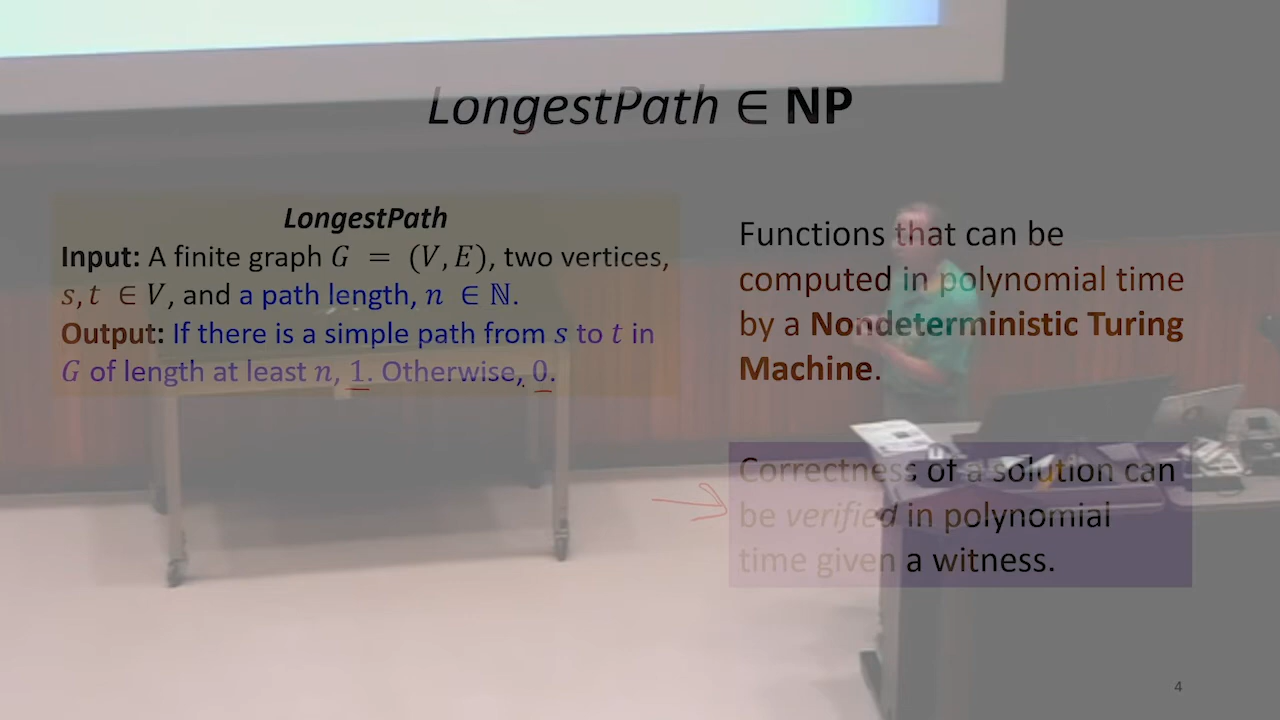 LongestPath ∈ NP
LongestPath
Input: A finite graph G = (V, E), two vertices,
s, t ∈ V, and a path length, n ∈ ℕ.
Output: If there is a simple path from s to t in
G of length at least n, 1. Otherwise, 0.
Functions that can be
computed in polynomial time
by a Nondeterministic Turing
Machine.
Correctness of a solution can
be verified in polynomial
time given a witness.
4